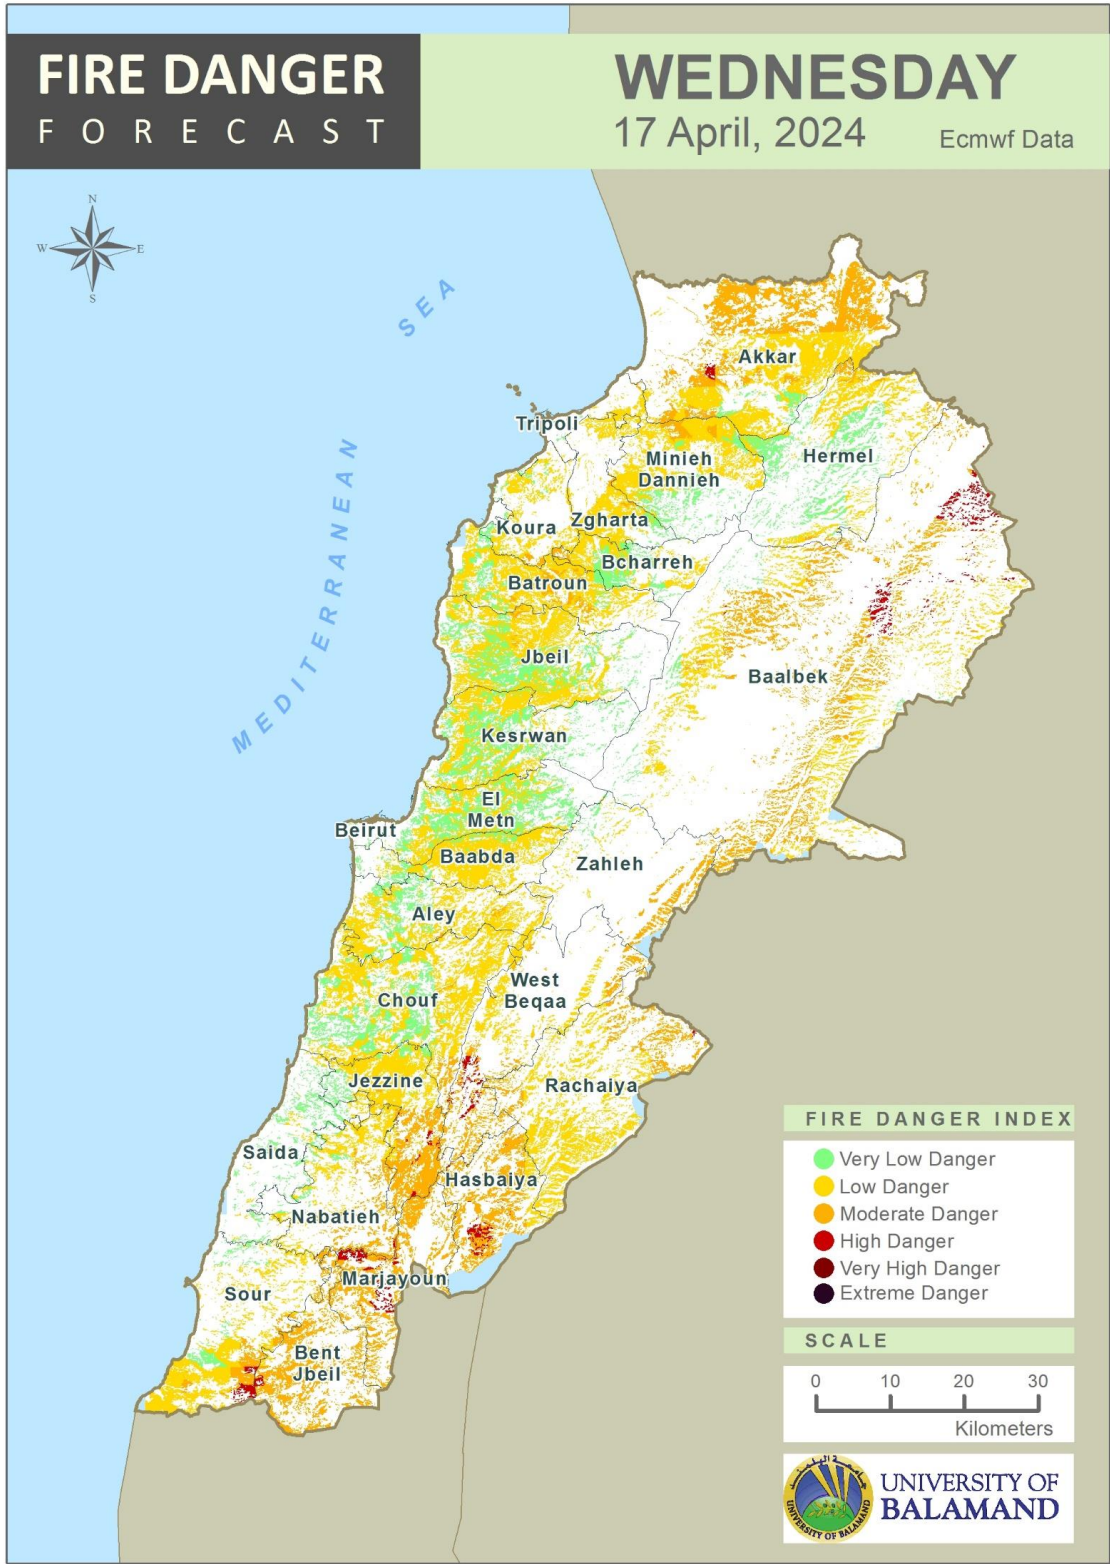 FIRE DANGER
FORECAST
WEDNESDAY
17 April, 2024
Ecmwf Data
N
W
E
S
MEDITERRANEAN SEA
Akkar
Tripoli
Minieh
Dannieh
Hermel
Koura
Zgharta
Bcharreh
Batroun
Jbeil
Baalbek
Kesrwan
El
Metn
Beirut
Baabda
Zahleh
Aley
West
Beqaa
Chouf
Jezzine
Rachaiya
Saida
Hasbaiya
Nabatieh
Marjayoun
Sour
Bent
Jbeil
FIRE DANGER INDEX
Very Low Danger
Low Danger
Moderate Danger
High Danger
Very High Danger
Extreme Danger
SCALE
0 10 20 30
Kilometers
UNIVERSITY OF BALAMAND
UNIVERSITY OF
BALAMAND